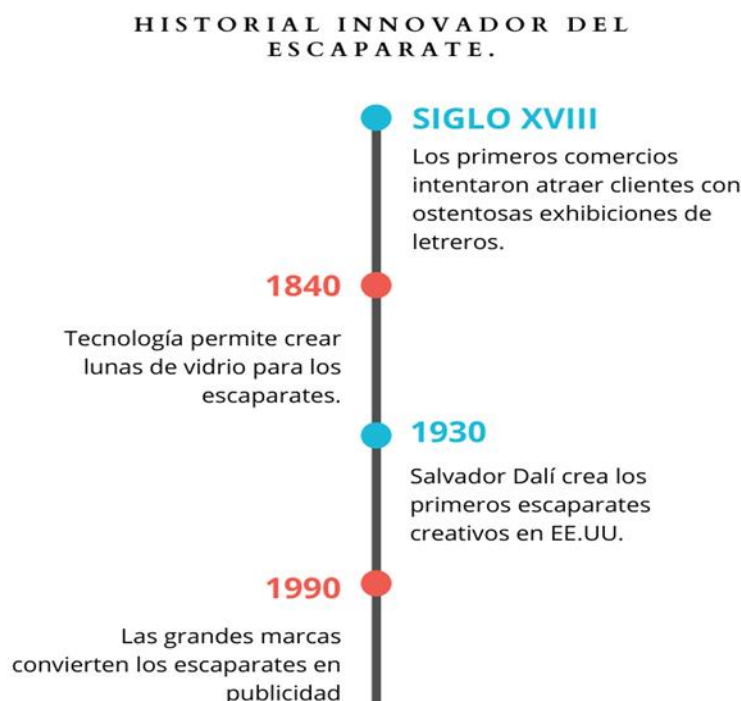 HISTORIAL INNOVADOR DEL
ESCAPARATE.
SIGLO XVIII
Los primeros comercios
intentaron atraer clientes con
ostentosas exhibiciones de
letreros.
1840
Tecnología permite crear
lunas de vidrio para los
escaparates.
1930
Salvador Dalí crea los
primeros escaparates
creativos en EE.UU.
1990
Las grandes marcas
convierten los escaparates en
publicidad